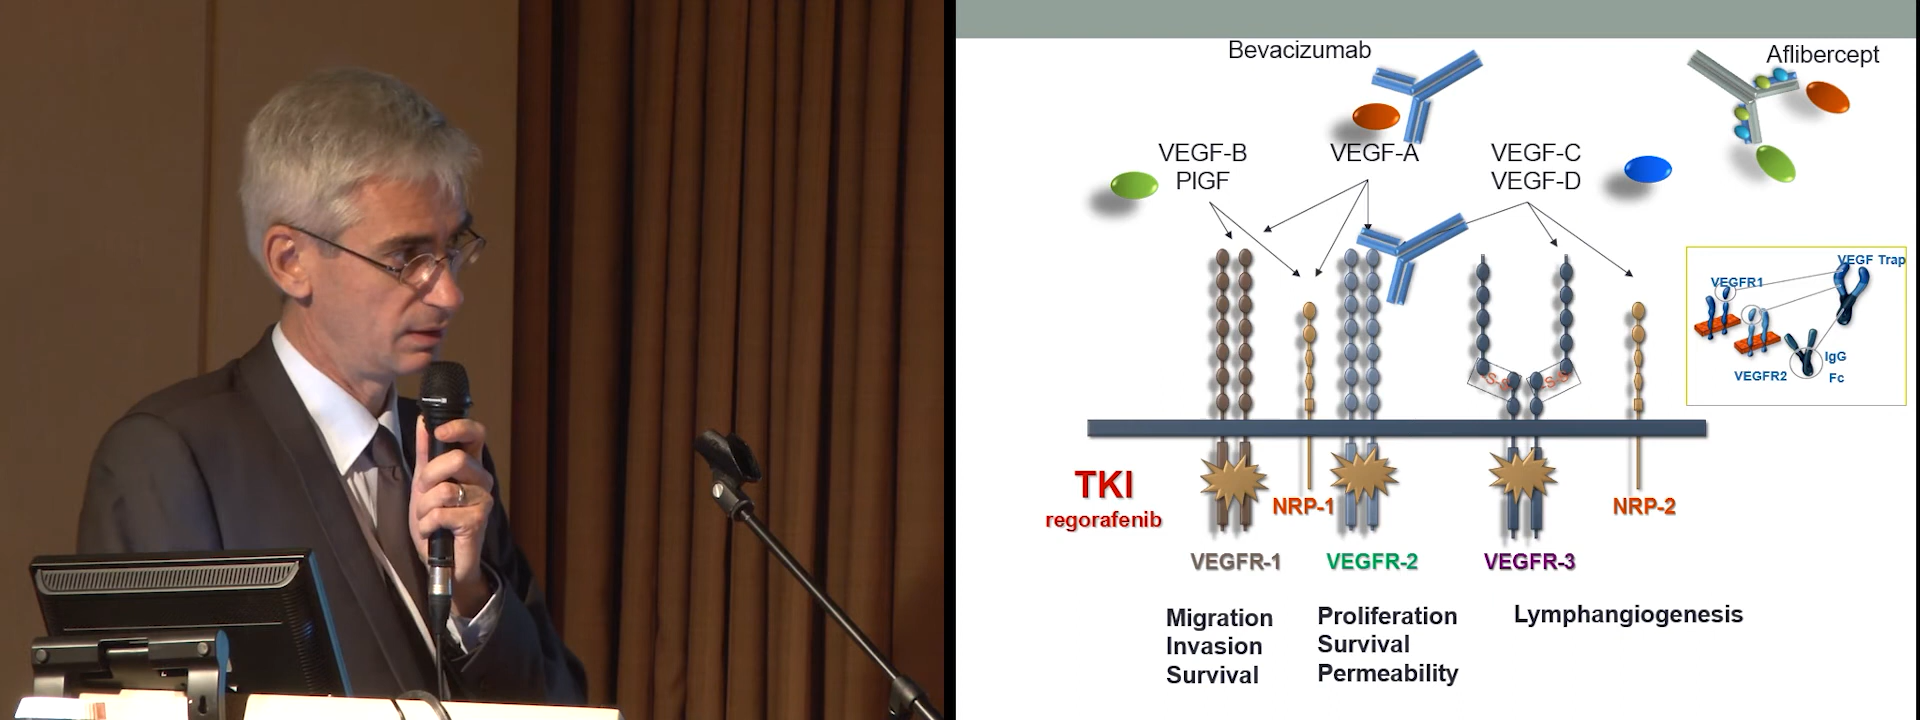 Bevacizumab
Aflibercept
VEGF-B
PlGF
VEGF-A
VEGF-C
VEGF-D
VEGF Trap
VEGFR1
VEGFR2
IgG
Fc
S-S
S-S
TKI
regorafenib
NRP-1
NRP-2
VEGFR-1
VEGFR-2
VEGFR-3
Migration
Invasion
Survival
Proliferation
Survival
Permeability
Lymphangiogenesis